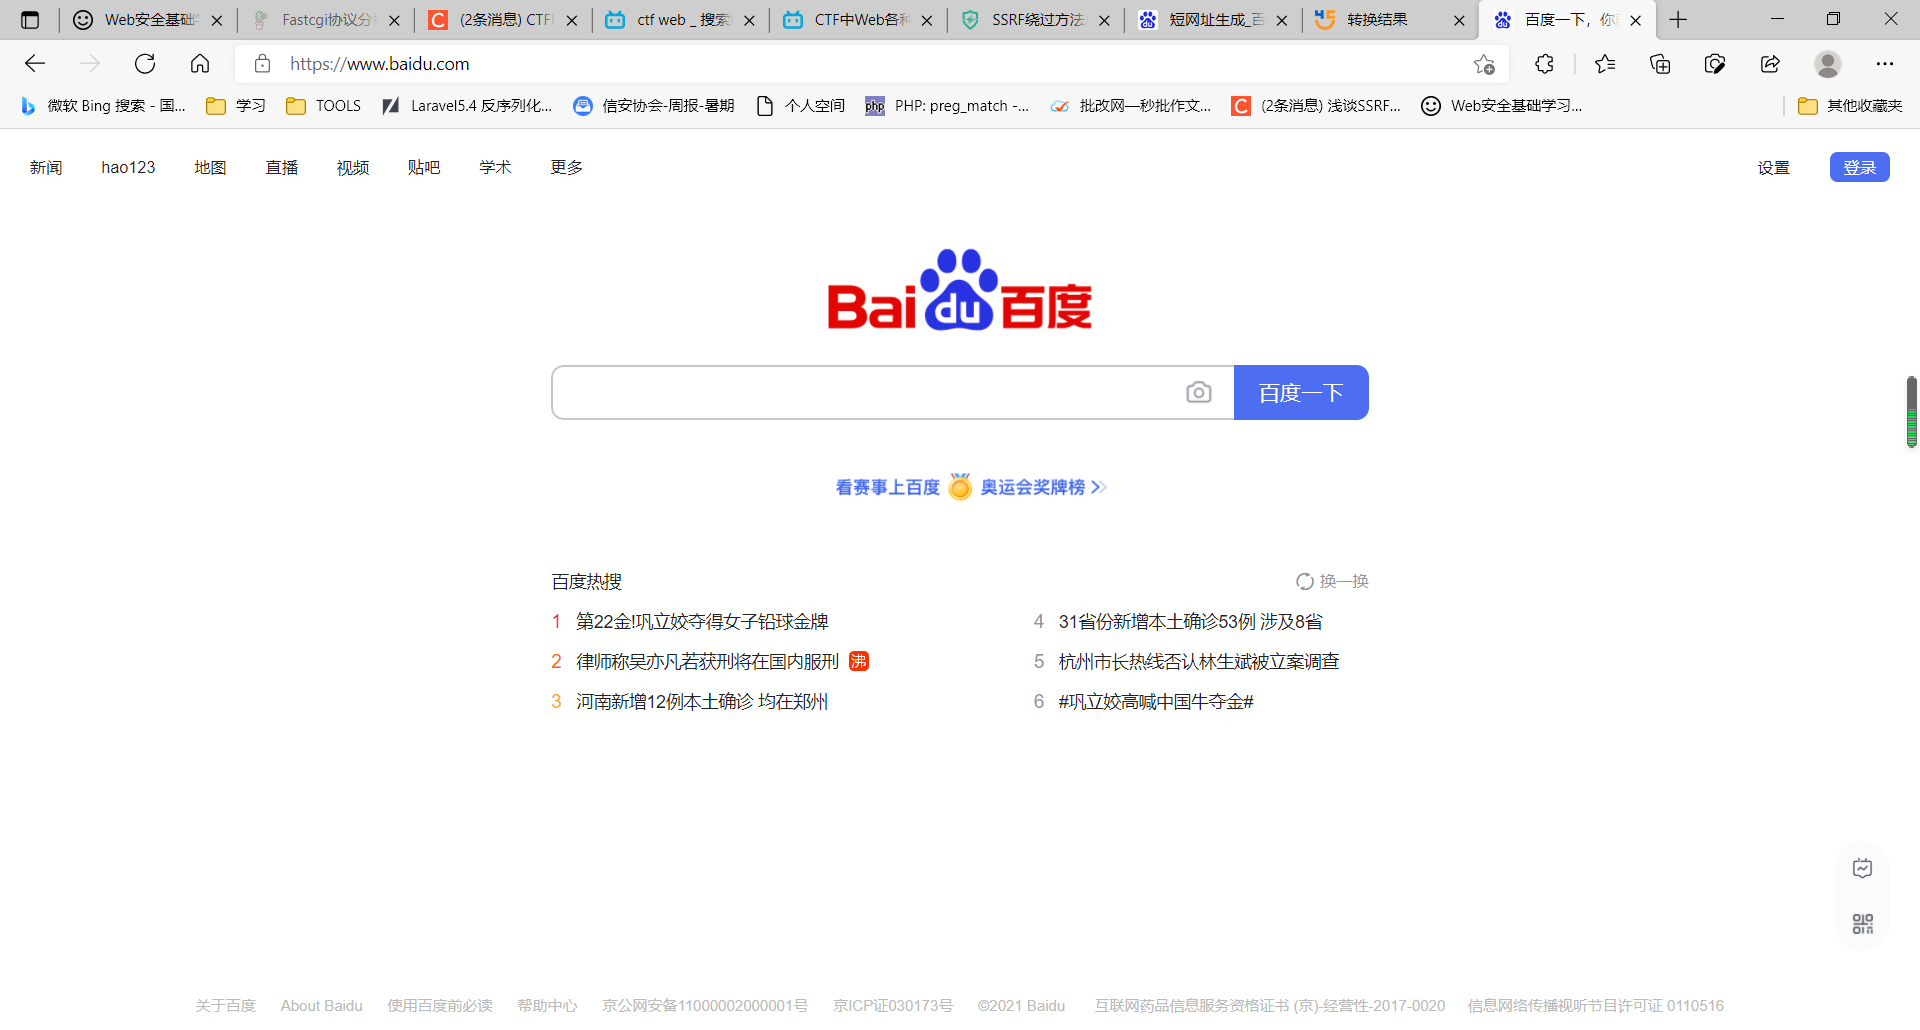 Web安全基础
Fastcgi协议分
(2条消息) CTF
ctf web _ 搜索
CTF中Web各种
SSRF绕过方法
短网址生成_百
转换结果
百度一下，你
https://www.baidu.com
微软 Bing 搜索 - 国...
学习
TOOLS
Laravel5.4 反序列化...
信安协会-周报-暑期
个人空间
php
PHP: preg_match -...
批改网—秒批作文...
(2条消息) 浅谈SSRF...
Web安全基础学习...
其他收藏夹
新闻 hao123 地图 直播 视频 贴吧 学术 更多
设置 登录
Bai du 百度
百度一下
看赛事上百度 奥运会奖牌榜
百度热搜
换一换
1 第22金!巩立姣夺得女子铅球金牌
2 律师称吴亦凡若获刑将在国内服刑 沸
3 河南新增12例本土确诊 均在郑州
4 31省份新增本土确诊53例 涉及8省
5 杭州市长热线否认林生斌被立案调查
6 #巩立姣高喊中国牛夺金#
关于百度 About Baidu 使用百度前必读 帮助中心 京公网安备11000002000001号 京ICP证030173号 ©2021 Baidu 互联网药品信息服务资格证书 (京)-经营性-2017-0020 信息网络传播视听节目许可证 0110516